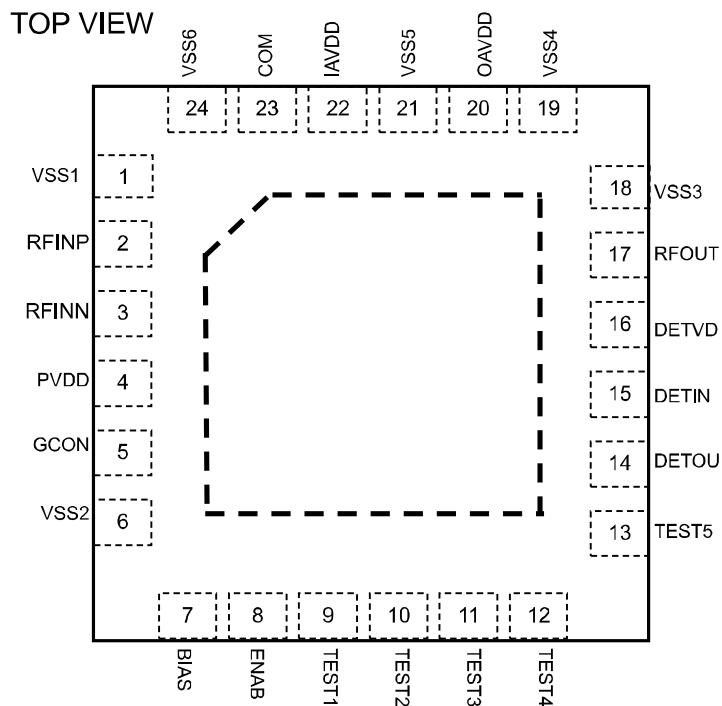 TOP VIEW
VSS6 COM IAVDD VSS5 OAVDD VSS4
24 23 22 21 20 19
VSS1 1
RFINP 2
RFINN 3
PVDD 4
GCON 5
VSS2 6
18 VSS3
17 RFOUT
16 DETVD
15 DETIN
14 DETOU
13 TEST5
7 8 9 10 11 12
BIAS ENAB TEST1 TEST2 TEST3 TEST4